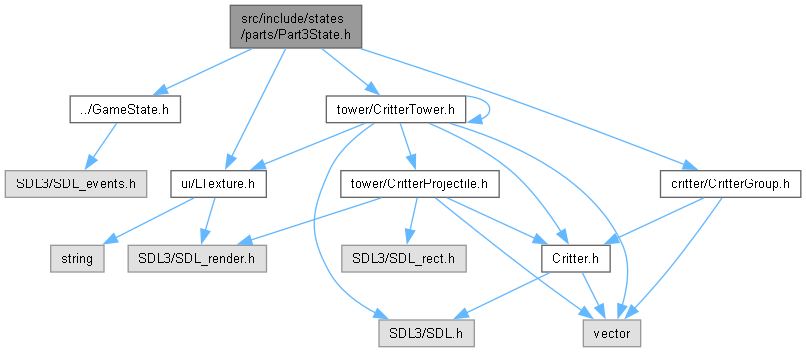 src/include/states
/parts/Part3State.h
../GameState.h
tower/CritterTower.h
SDL3/SDL_events.h
ui/LTexture.h
tower/CritterProjectile.h
critter/CritterGroup.h
string
SDL3/SDL_render.h
SDL3/SDL_rect.h
Critter.h
SDL3/SDL.h
vector